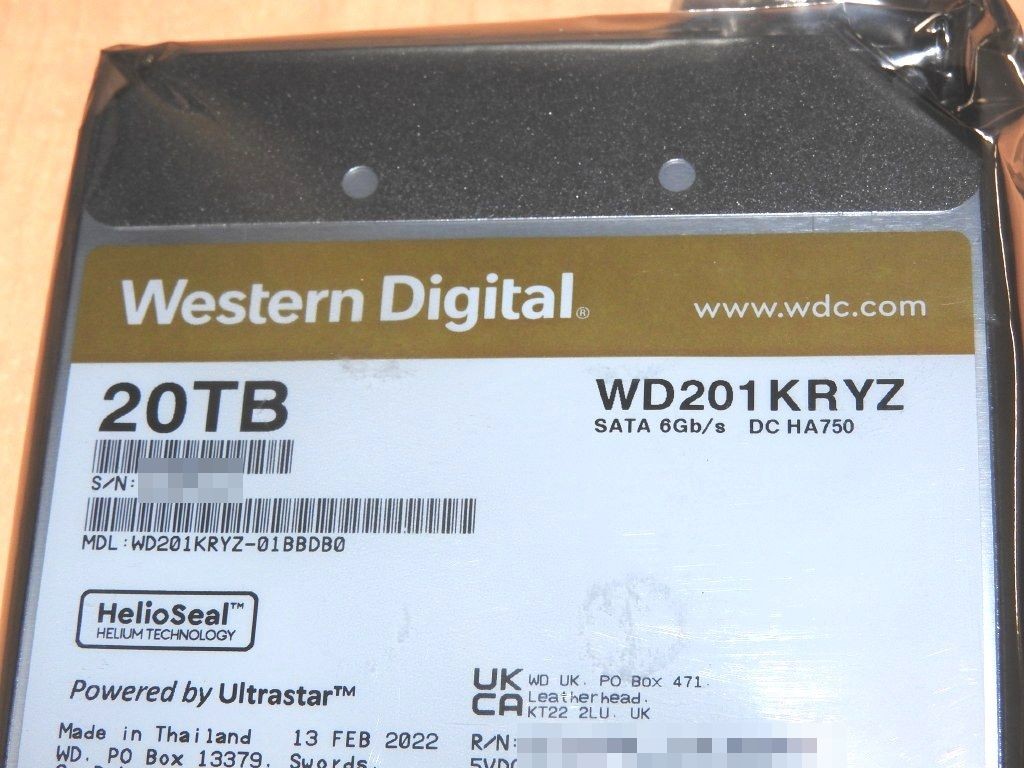 Western Digital® www.wdc.com
20TB
WD201KRYZ
SATA 6Gb/s DC HA750
S/N:
MDL:WD201KRYZ-01BBDB0
HelioSeal™
HELIUM TECHNOLOGY
Powered by Ultrastar™
Made in Thailand 13 FEB 2022
WD. PO Box 13379. Swords.
UK
CA
WD UK. PO Box 471.
Leatherhead.
KT22 2LU. UK
R/N:
5VDC